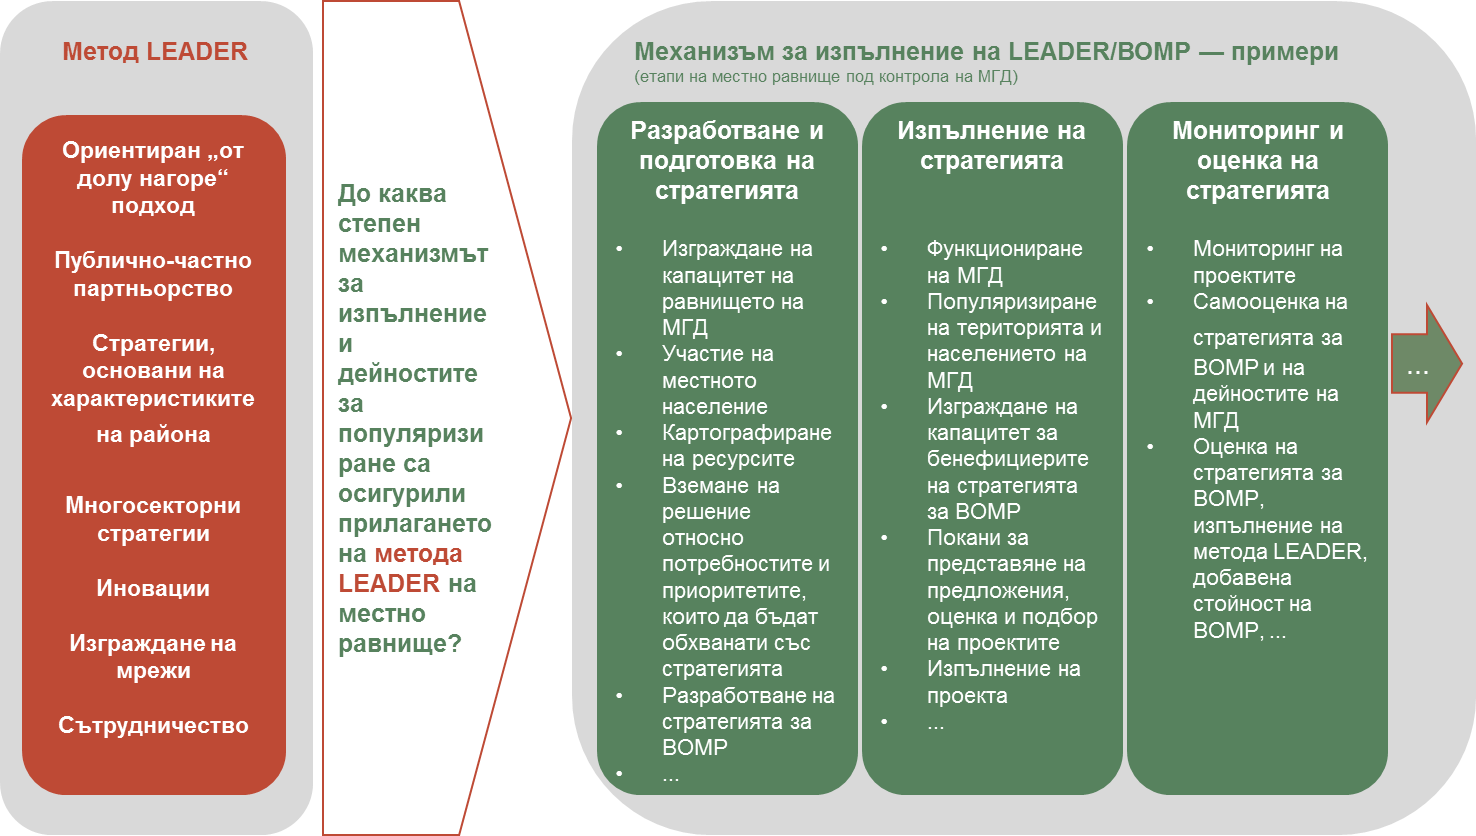 Метод LEADER
Ориентиран „от
долу нагоре“
подход
Публично-частно
партньорство
Стратегии,
основани на
характеристиките
на района
Многосекторни
стратегии
Иновации
Изграждане на
мрежи
Сътрудничество
До каква
степен
механизмът
за
изпълнение
и
дейностите
за
популяризи
ране са
осигурили
прилагането
на метода
LEADER на
местно
равнище?
Механизъм за изпълнение на LEADER/ВОМР — примери
(етапи на местно равнище под контрола на МГД)
Разработване и
подготовка на
стратегията
• Изграждане на
капацитет на
равнището на
МГД
• Участие на
местното
население
• Картографиране
на ресурсите
• Вземане на
решение
относно
потребностите и
приоритетите,
които да бъдат
обхванати със
стратегията
• Разработване на
стратегията за
ВОМР
• ...
Изпълнение на
стратегията
• Функциониране
на МГД
• Популяризиране
на територията и
населението на
МГД
• Изграждане на
капацитет за
бенефициерите
на стратегията
за ВОМР
• Покани за
представяне на
предложения,
оценка и подбор
на проектите
• Изпълнение на
проекта
• ...
Мониторинг и
оценка на
стратегията
• Мониторинг на
проектите
• Самооценка на
стратегията за
ВОМР и на
дейностите на
МГД
• Оценка на
стратегията за
ВОМР,
изпълнение на
метода LEADER,
добавена
стойност на
ВОМР, ...
...